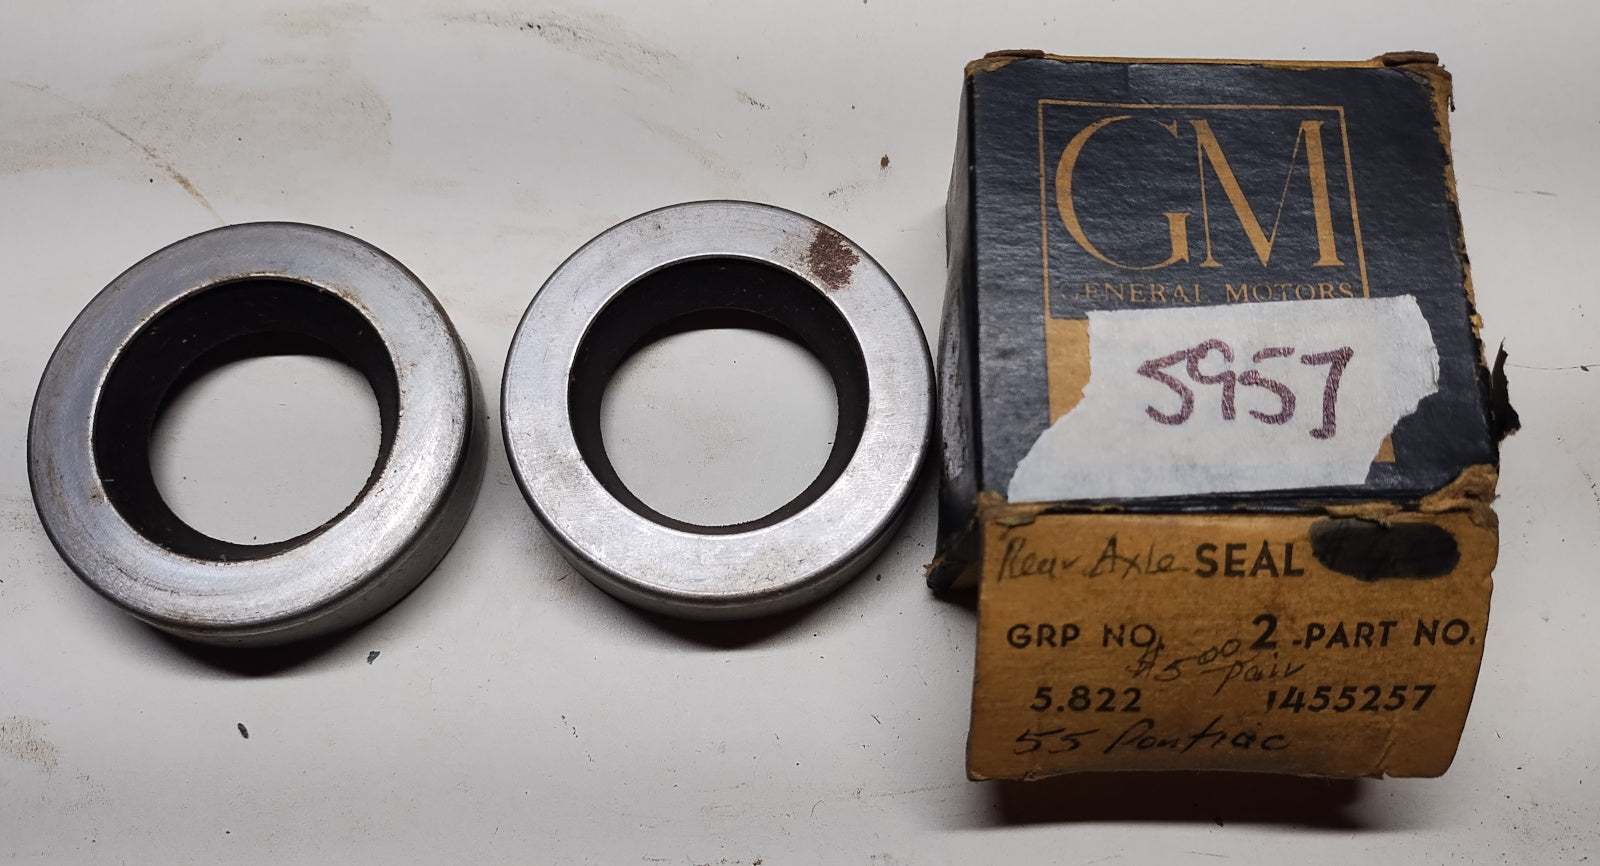 GM
GENERAL MOTORS
5957
Rear Axle SEAL
GRP NO. 2 -PART NO.
$5 00 pair
5.822 1455257
55 Pontiac